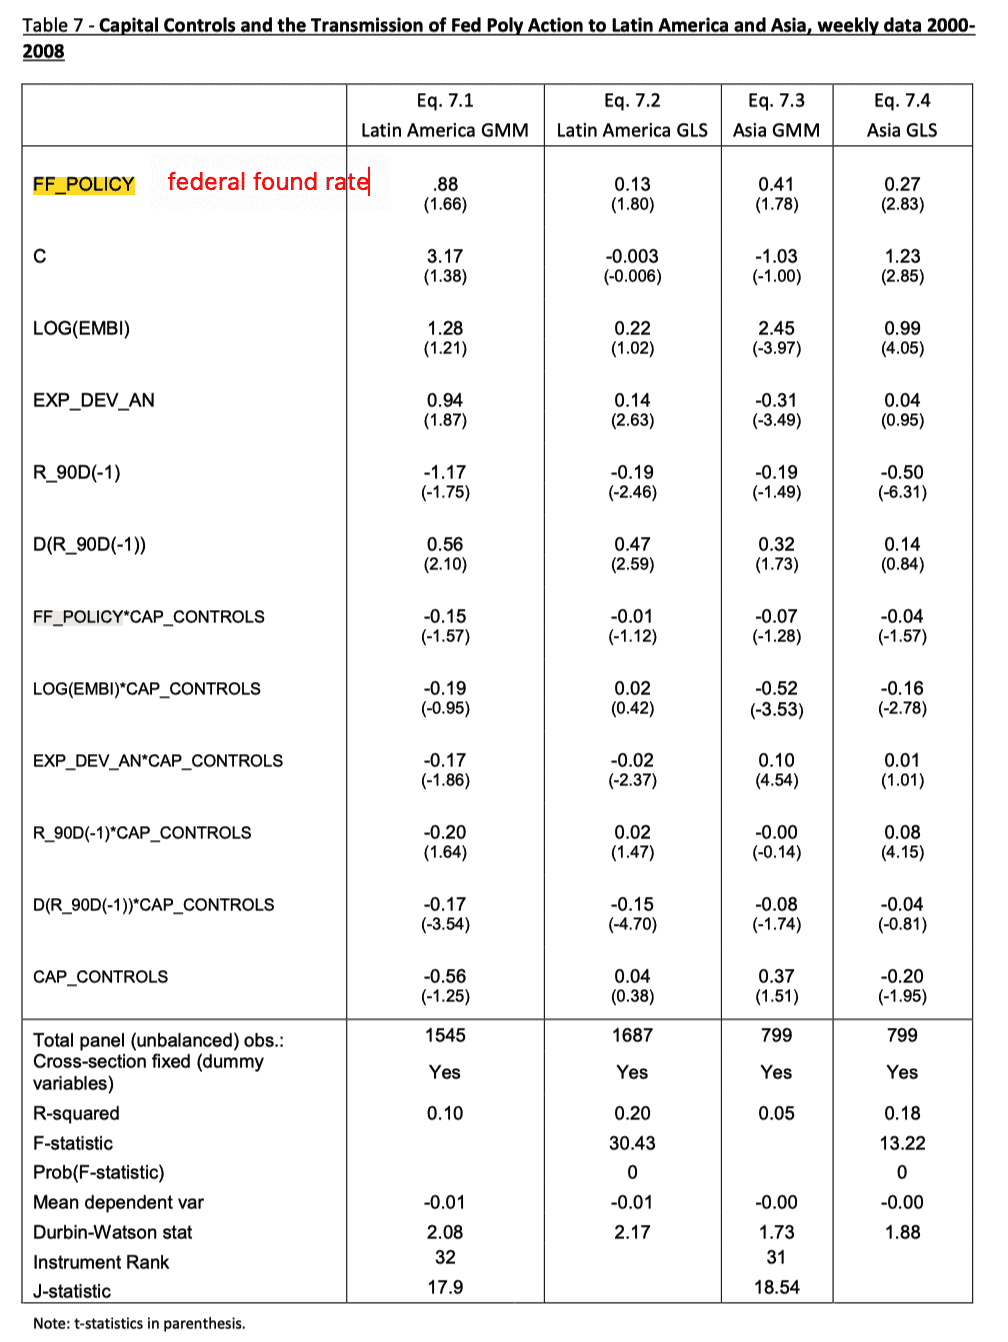 Table 7 - Capital Controls and the Transmission of Fed Poly Action to Latin America and Asia, weekly data 2000-
2008
Eq. 7.1 Eq. 7.2 Eq. 7.3 Eq. 7.4
Latin America GMM Latin America GLS Asia GMM Asia GLS
FF_POLICY federal found rate .88 0.13 0.41 0.27
(1.66) (1.80) (1.78) (2.83)
C 3.17 -0.003 -1.03 1.23
(1.38) (-0.006) (-1.00) (2.85)
LOG(EMBI) 1.28 0.22 2.45 0.99
(1.21) (1.02) (-3.97) (4.05)
EXP_DEV_AN 0.94 0.14 -0.31 0.04
(1.87) (2.63) (-3.49) (0.95)
R_90D(-1) -1.17 -0.19 -0.19 -0.50
(-1.75) (-2.46) (-1.49) (-6.31)
D(R_90D(-1)) 0.56 0.47 0.32 0.14
(2.10) (2.59) (1.73) (0.84)
FF_POLICY*CAP_CONTROLS -0.15 -0.01 -0.07 -0.04
(-1.57) (-1.12) (-1.28) (-1.57)
LOG(EMBI)*CAP_CONTROLS -0.19 0.02 -0.52 -0.16
(-0.95) (0.42) (-3.53) (-2.78)
EXP_DEV_AN*CAP_CONTROLS -0.17 -0.02 0.10 0.01
(-1.86) (-2.37) (4.54) (1.01)
R_90D(-1)*CAP_CONTROLS -0.20 0.02 -0.00 0.08
(1.64) (1.47) (-0.14) (4.15)
D(R_90D(-1))*CAP_CONTROLS -0.17 -0.15 -0.08 -0.04
(-3.54) (-4.70) (-1.74) (-0.81)
CAP_CONTROLS -0.56 0.04 0.37 -0.20
(-1.25) (0.38) (1.51) (-1.95)
Total panel (unbalanced) obs.: 1545 1687 799 799
Cross-section fixed (dummy
variables) Yes Yes Yes Yes
R-squared 0.10 0.20 0.05 0.18
F-statistic 30.43 13.22
Prob(F-statistic) 0 0
Mean dependent var -0.01 -0.01 -0.00 -0.00
Durbin-Watson stat 2.08 2.17 1.73 1.88
Instrument Rank 32 31
J-statistic 17.9 18.54
Note: t-statistics in parenthesis.